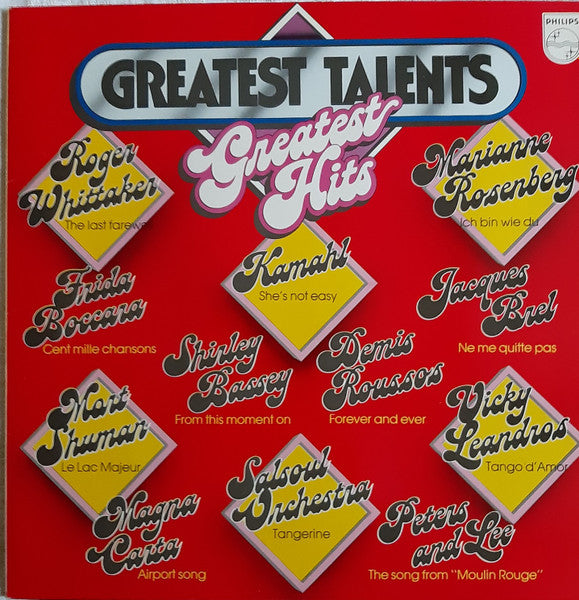 PHILIPS
GREATEST TALENTS
Greatest
Hits
Roger
Whittaker
The last farewe
Marianne
Rosenberg
Ich bin wie du
Kamahl
She's not easy
Frida
Boccara
Cent mille chansons
Jacques
Brel
Ne me quitte pas
Shirley
Bassey
From this moment on
Demis
Roussos
Forever and ever
Mort
Shuman
Le Lac Majeur
Vicky
Leandros
Tango d'Amor
Salsoul
Orchestra
Tangerine
Magna
Carta
Airport song
Peters
and Lee
The song from "Moulin Rouge"